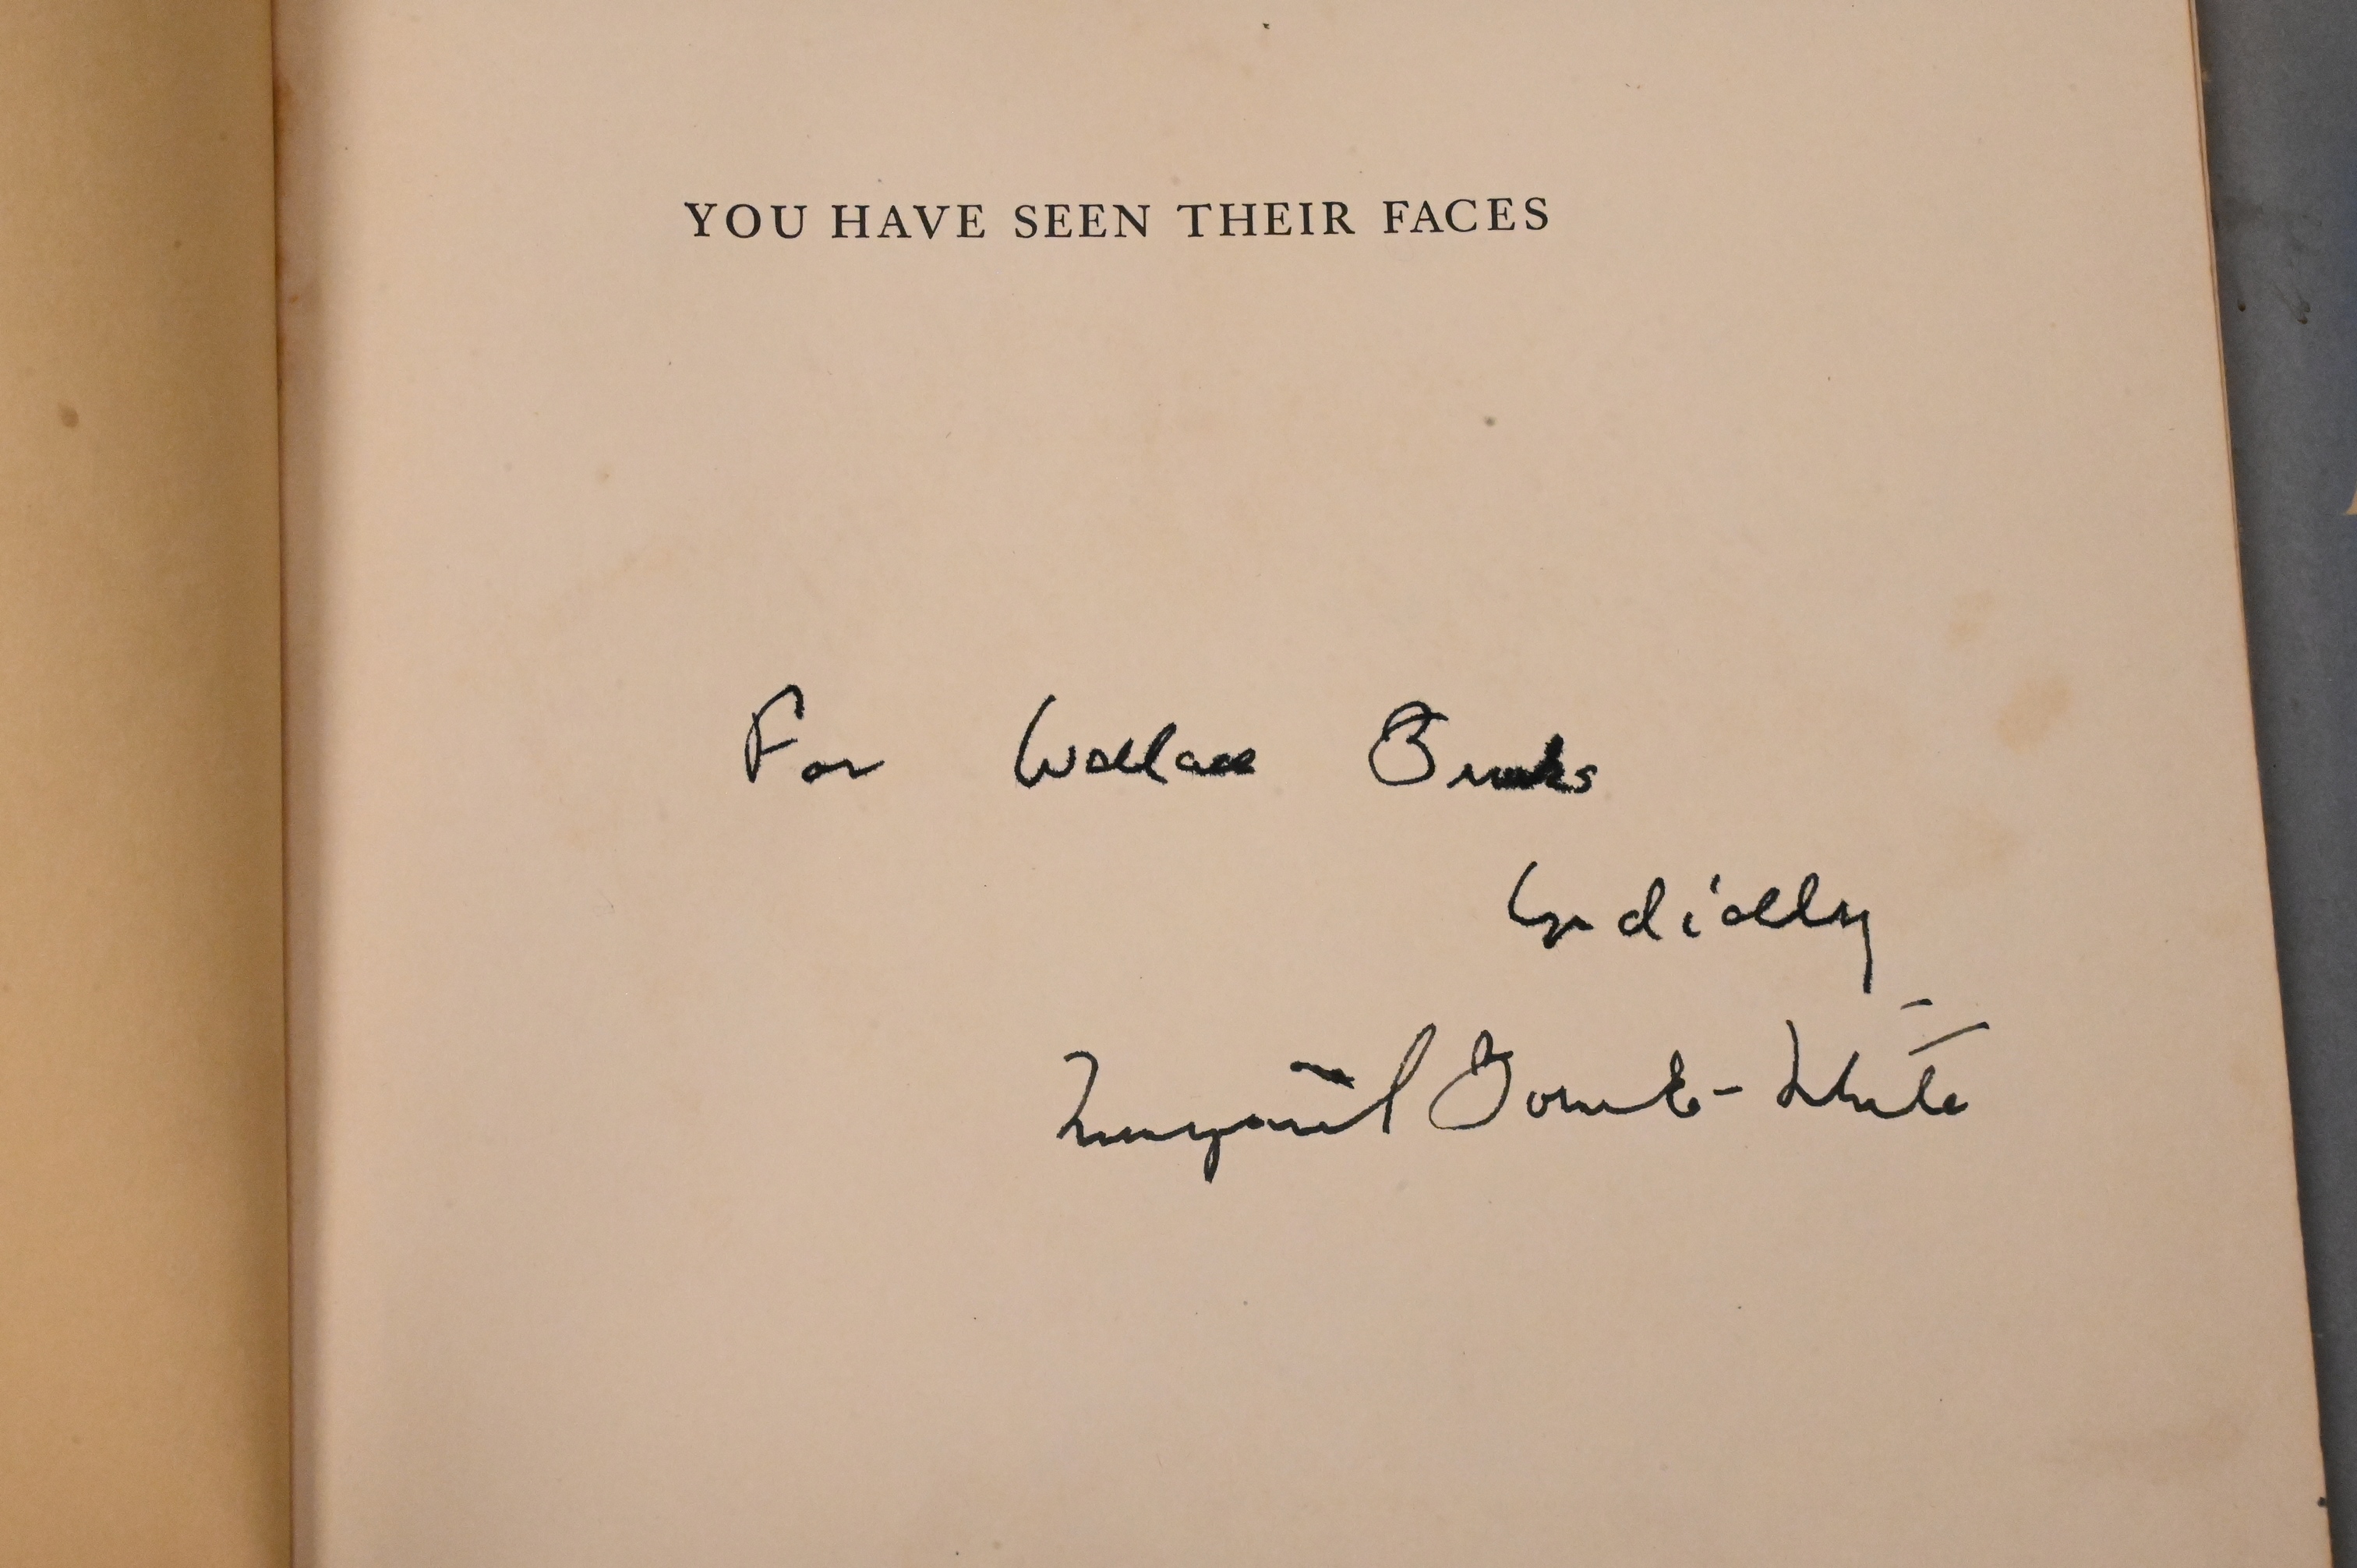 YOU HAVE SEEN THEIR FACES
For Wallace Brooks
Cordially
Margaret Bourke-White